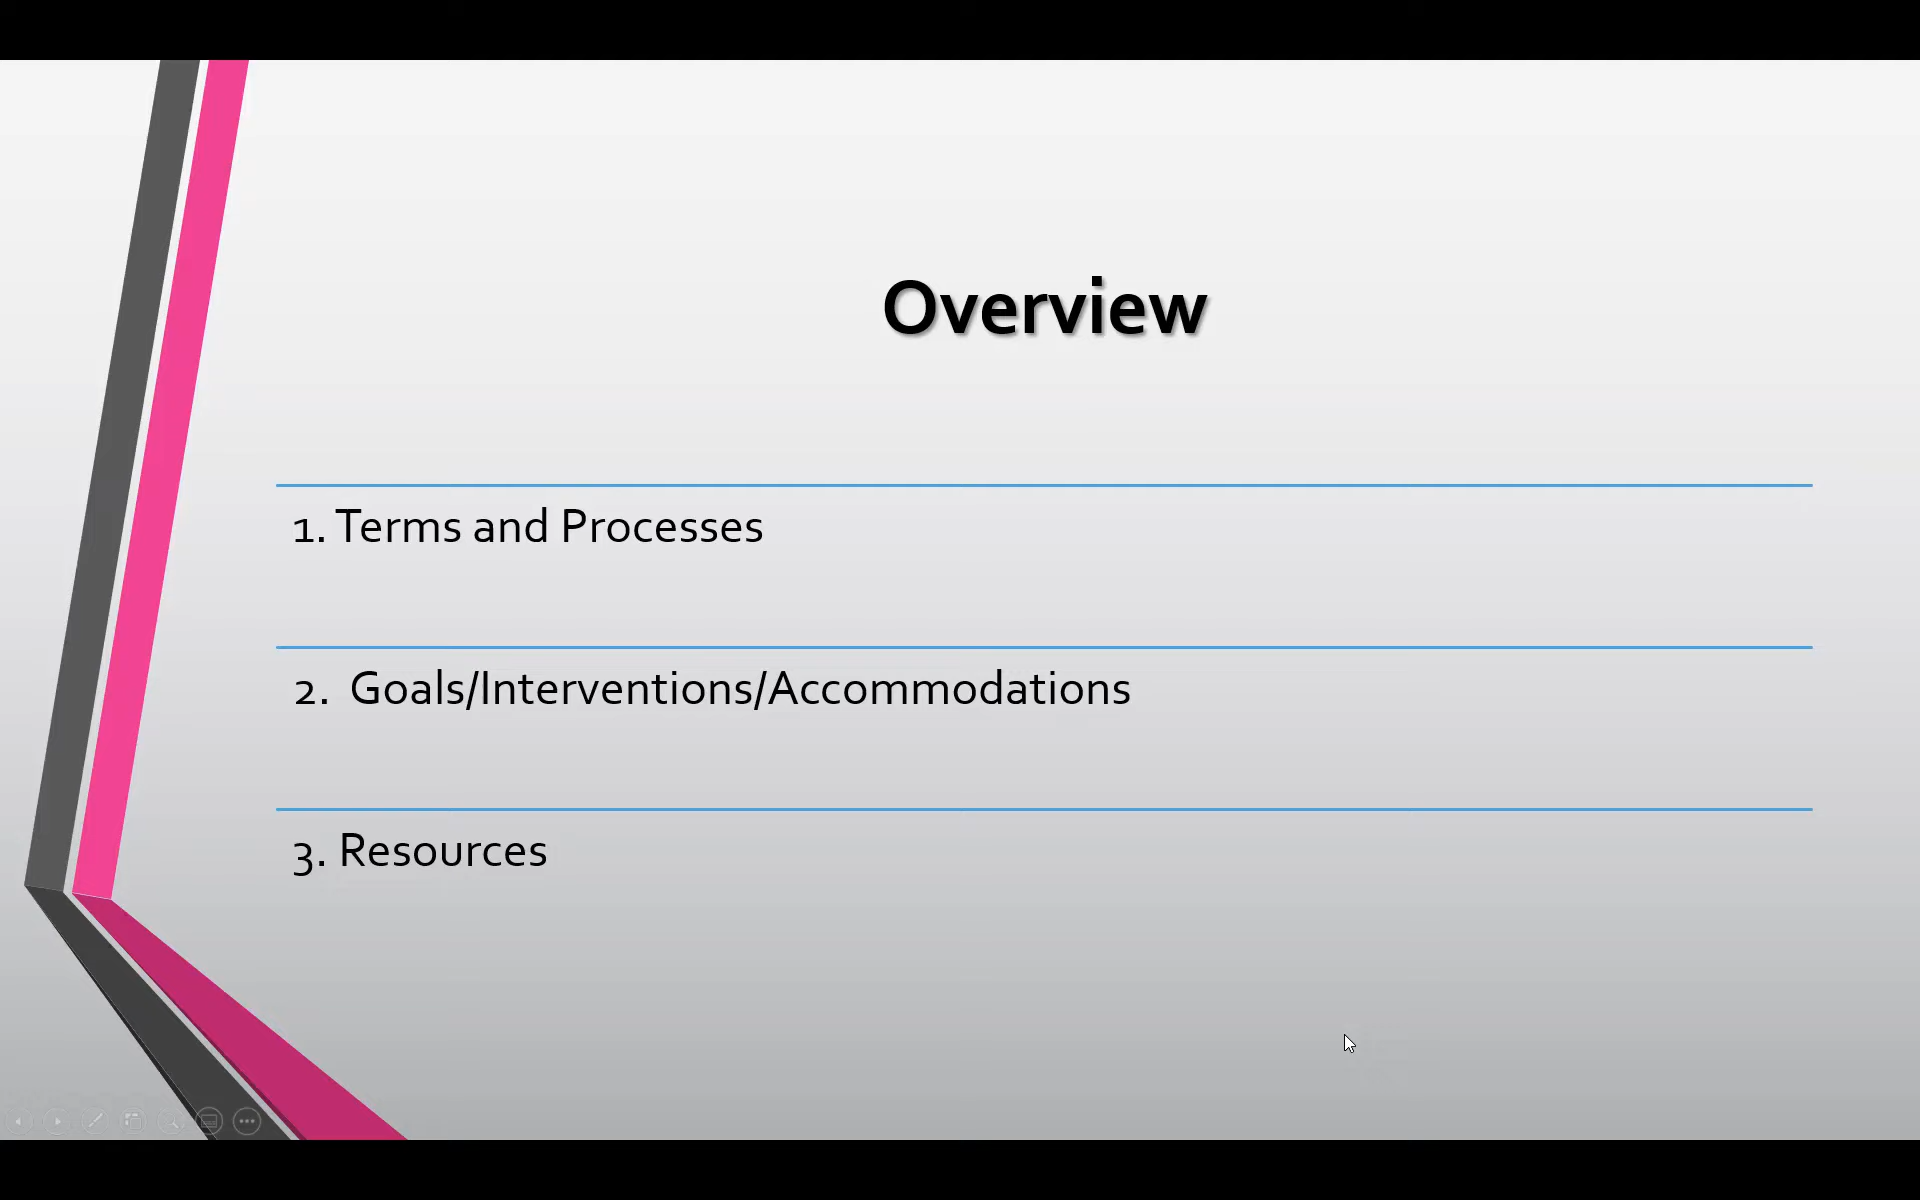 Overview
1. Terms and Processes
2. Goals/Interventions/Accommodations
3. Resources